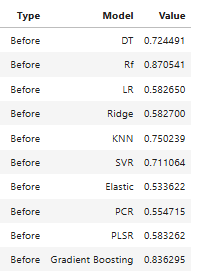 Type Model Value
Before DT 0.724491
Before Rf 0.870541
Before LR 0.582650
Before Ridge 0.582700
Before KNN 0.750239
Before SVR 0.711064
Before Elastic 0.533622
Before PCR 0.554715
Before PLSR 0.583262
Before Gradient Boosting 0.836295